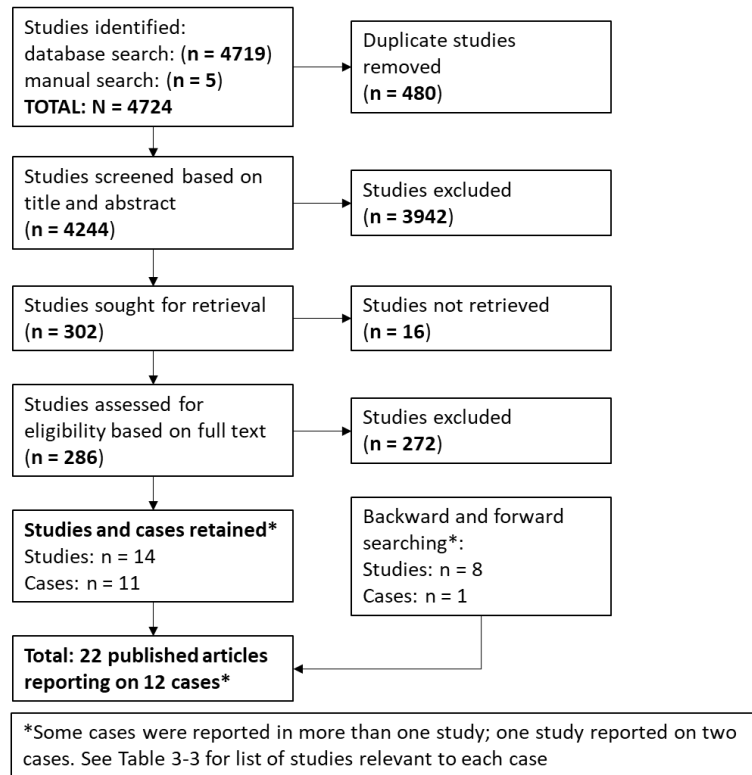 Studies identified:
database search: (n = 4719)
manual search: (n = 5)
TOTAL: N = 4724
Duplicate studies
removed
(n = 480)
Studies screened based on
title and abstract
(n = 4244)
Studies excluded
(n = 3942)
Studies sought for retrieval
(n = 302)
Studies not retrieved
(n = 16)
Studies assessed for
eligibility based on full text
(n = 286)
Studies excluded
(n = 272)
Studies and cases retained*
Studies: n = 14
Cases: n = 11
Backward and forward
searching*:
Studies: n = 8
Cases: n = 1
Total: 22 published articles
reporting on 12 cases*
*Some cases were reported in more than one study; one study reported on two
cases. See Table 3-3 for list of studies relevant to each case